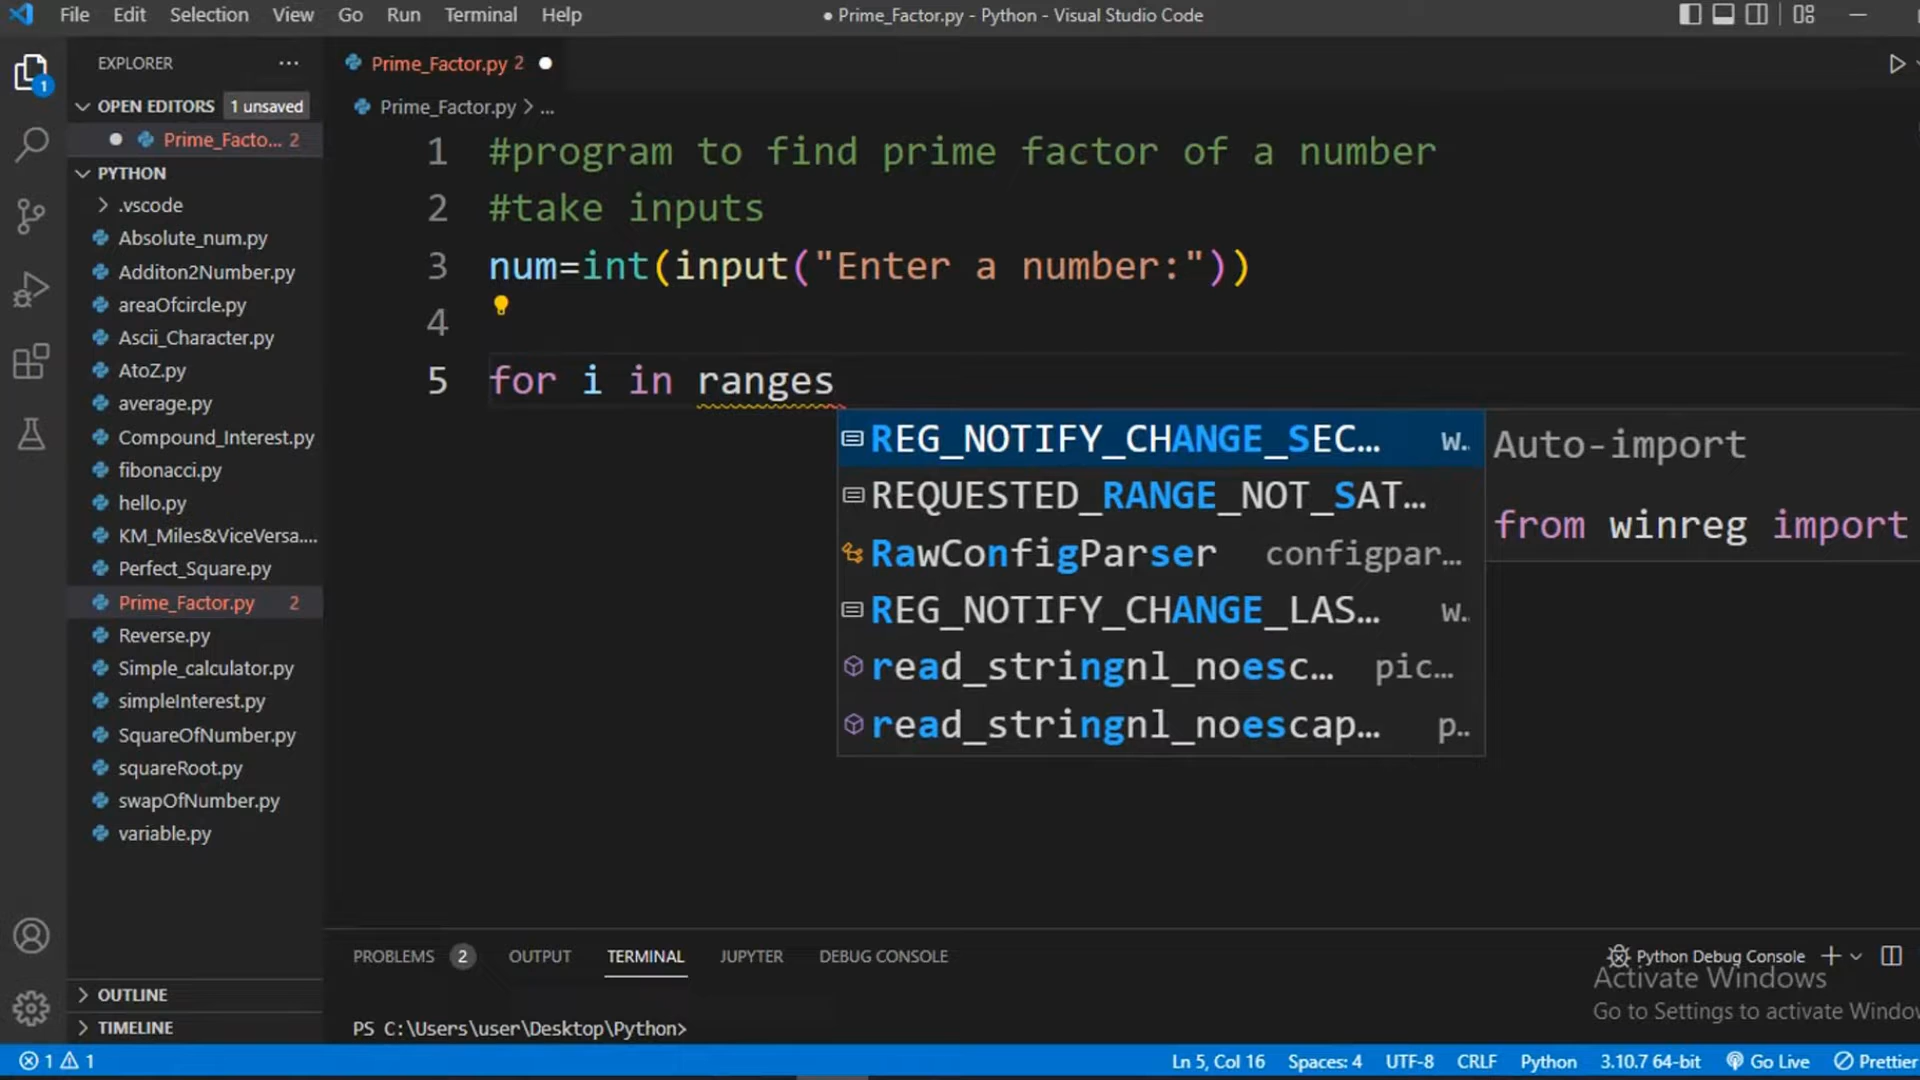 File Edit Selection View Go Run Terminal Help
● Prime_Factor.py - Python - Visual Studio Code
EXPLORER ...
OPEN EDITORS 1 unsaved
Prime_Facto... 2
PYTHON
.vscode
Absolute_num.py
Additon2Number.py
areaOfcircle.py
Ascii_Character.py
AtoZ.py
average.py
Compound_Interest.py
fibonacci.py
hello.py
KM_Miles&ViceVersa....
Perfect_Square.py
Prime_Factor.py 2
Reverse.py
Simple_calculator.py
simpleInterest.py
SquareOfNumber.py
squareRoot.py
swapOfNumber.py
variable.py
OUTLINE
TIMELINE
1
Prime_Factor.py 2
Prime_Factor.py > ...
1 #program to find prime factor of a number
2 #take inputs
3 num=int(input("Enter a number:"))
4
5 for i in ranges
REG_NOTIFY_CHANGE_SEC... w.
REQUESTED_RANGE_NOT_SAT...
RawConfigParser configpar...
REG_NOTIFY_CHANGE_LAS... w.
read_stringnl_noesc... pic...
read_stringnl_noescap... p..
Auto-import
from winreg import
PROBLEMS 2 OUTPUT TERMINAL JUPYTER DEBUG CONSOLE
Python Debug Console
PS C:\Users\user\Desktop\Python>
Activate Windows
Go to Settings to activate Windo
1 1
Ln 5, Col 16 Spaces: 4 UTF-8 CRLF Python 3.10.7 64-bit Go Live Prettier